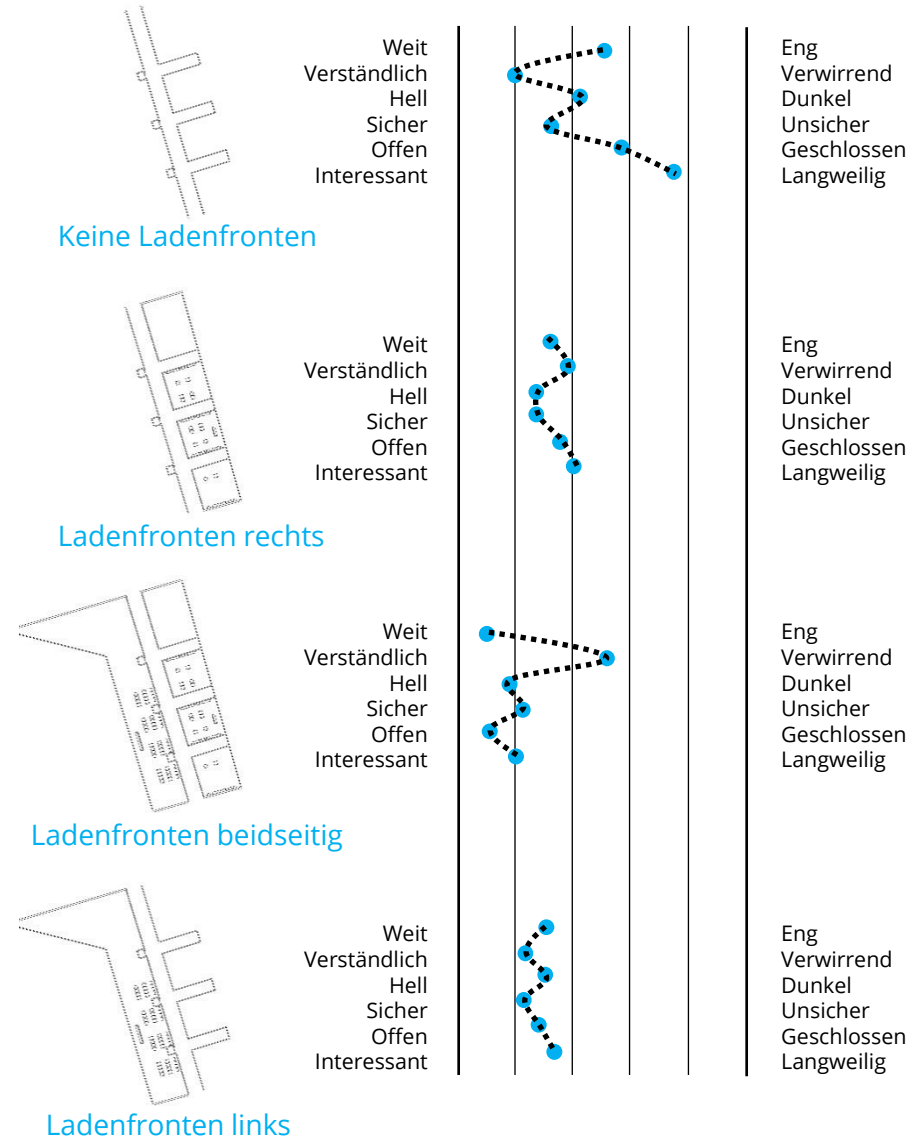 Weit Eng
Verständlich Verwirrend
Hell Dunkel
Sicher Unsicher
Offen Geschlossen
Interessant Langweilig
Keine Ladenfronten
Weit Eng
Verständlich Verwirrend
Hell Dunkel
Sicher Unsicher
Offen Geschlossen
Interessant Langweilig
Ladenfronten rechts
Weit Eng
Verständlich Verwirrend
Hell Dunkel
Sicher Unsicher
Offen Geschlossen
Interessant Langweilig
Ladenfronten beidseitig
Weit Eng
Verständlich Verwirrend
Hell Dunkel
Sicher Unsicher
Offen Geschlossen
Interessant Langweilig
Ladenfronten links